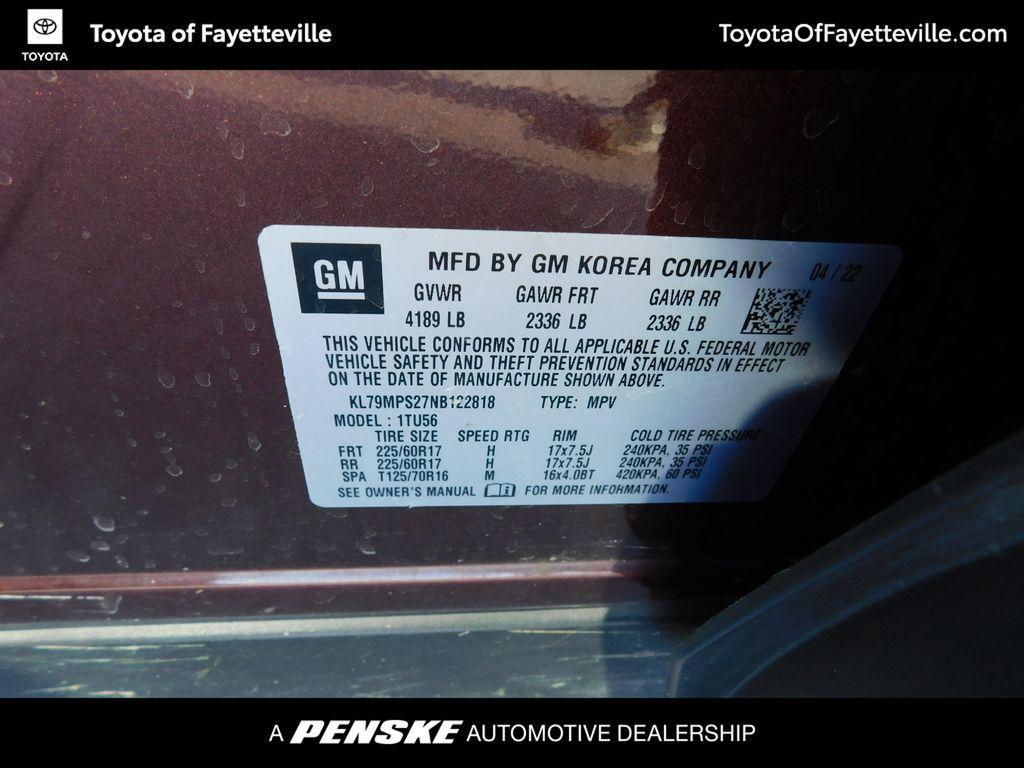 TOYOTA
Toyota of Fayetteville
ToyotaOfFayetteville.com
GM
MFD BY GM KOREA COMPANY 04 / 22
GVWR GAWR FRT GAWR RR
4189 LB 2336 LB 2336 LB
THIS VEHICLE CONFORMS TO ALL APPLICABLE U.S. FEDERAL MOTOR
VEHICLE SAFETY AND THEFT PREVENTION STANDARDS IN EFFECT
ON THE DATE OF MANUFACTURE SHOWN ABOVE.
KL79MPS27NB122818 TYPE: MPV
MODEL : 1TU56
TIRE SIZE SPEED RTG RIM COLD TIRE PRESSURE
FRT 225/60R17 H 17x7.5J 240KPA, 35 PSI
RR 225/60R17 H 17x7.5J 240KPA, 35 PSI
SPA T125/70R16 M 16x4.0BT 420KPA, 60 PSI
SEE OWNER'S MANUAL FOR MORE INFORMATION.
A PENSKE AUTOMOTIVE DEALERSHIP